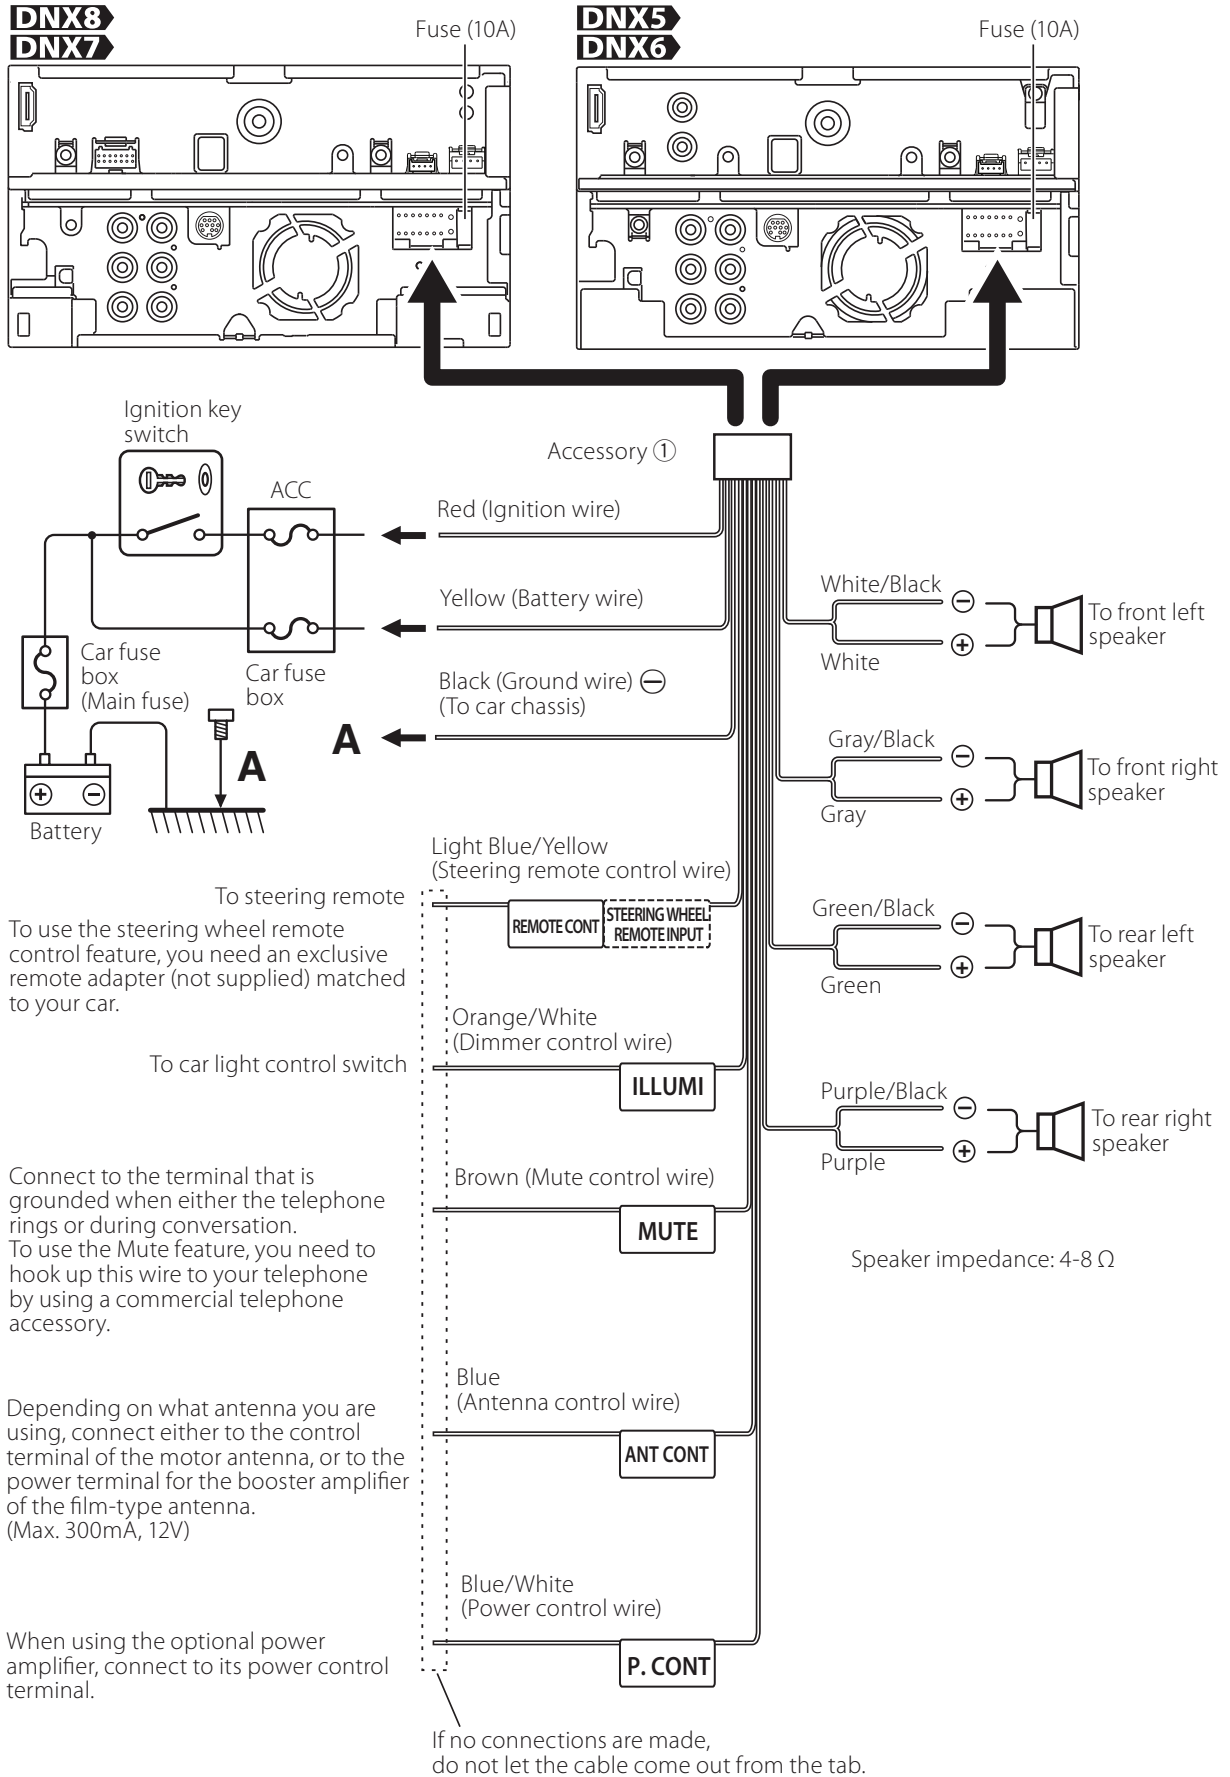 DNX8
DNX7
Fuse (10A)
DNX5
DNX6
Fuse (10A)
Ignition key
switch
ACC
Accessory ①
Red (Ignition wire)
Yellow (Battery wire)
Car fuse
box
(Main fuse)
Car fuse
box
Black (Ground wire) ⊖
(To car chassis)
A
A
Battery
White/Black
White
To front left
speaker
Gray/Black
Gray
To front right
speaker
Green/Black
Green
To rear left
speaker
Purple/Black
Purple
To rear right
speaker
Speaker impedance: 4-8 Ω
Light Blue/Yellow
(Steering remote control wire)
To steering remote
REMOTE CONT
STEERING WHEEL
REMOTE INPUT
To use the steering wheel remote
control feature, you need an exclusive
remote adapter (not supplied) matched
to your car.
Orange/White
(Dimmer control wire)
To car light control switch
ILLUMI
Connect to the terminal that is
grounded when either the telephone
rings or during conversation.
To use the Mute feature, you need to
hook up this wire to your telephone
by using a commercial telephone
accessory.
Brown (Mute control wire)
MUTE
Blue
(Antenna control wire)
ANT CONT
Depending on what antenna you are
using, connect either to the control
terminal of the motor antenna, or to the
power terminal for the booster amplifier
of the film-type antenna.
(Max. 300mA, 12V)
Blue/White
(Power control wire)
P. CONT
When using the optional power
amplifier, connect to its power control
terminal.
If no connections are made,
do not let the cable come out from the tab.